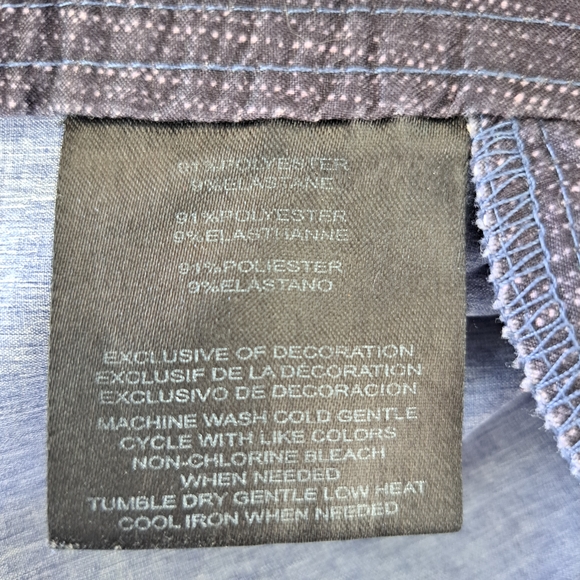 91%POLYESTER
9%ELASTANE
91%POLYESTER
9%ELASTHANNE
91%POLIESTER
9%ELASTANO
EXCLUSIVE OF DECORATION
EXCLUSIF DE LA DÉCORATION
EXCLUSIVO DE DECORACIÓN
MACHINE WASH COLD GENTLE
CYCLE WITH LIKE COLORS
NON-CHLORINE BLEACH
WHEN NEEDED
TUMBLE DRY GENTLE LOW HEAT
COOL IRON WHEN NEEDED